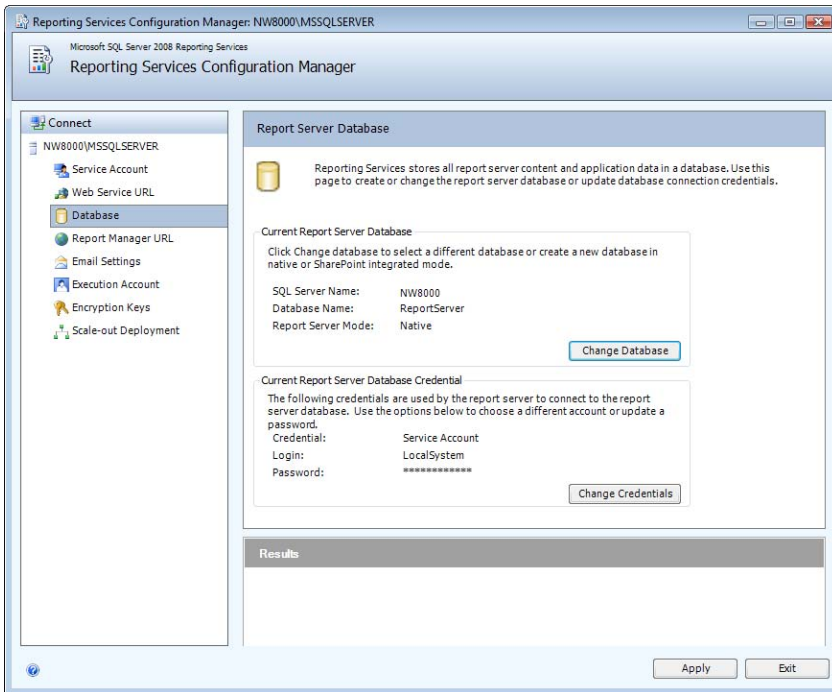 Reporting Services Configuration Manager: NW8000\MSSQLSERVER
Microsoft SQL Server 2008 Reporting Services
Reporting Services Configuration Manager
Connect
NW8000\MSSQLSERVER
Service Account
Web Service URL
Database
Report Manager URL
Email Settings
Execution Account
Encryption Keys
Scale-out Deployment
Report Server Database
Reporting Services stores all report server content and application data in a database. Use this
page to create or change the report server database or update database connection credentials.
Current Report Server Database
Click Change database to select a different database or create a new database in
native or SharePoint integrated mode.
SQL Server Name: NW8000
Database Name: ReportServer
Report Server Mode: Native
Change Database
Current Report Server Database Credential
The following credentials are used by the report server to connect to the report
server database. Use the options below to choose a different account or update a
password.
Credential: Service Account
Login: LocalSystem
Password: ************
Change Credentials
Results
Apply
Exit